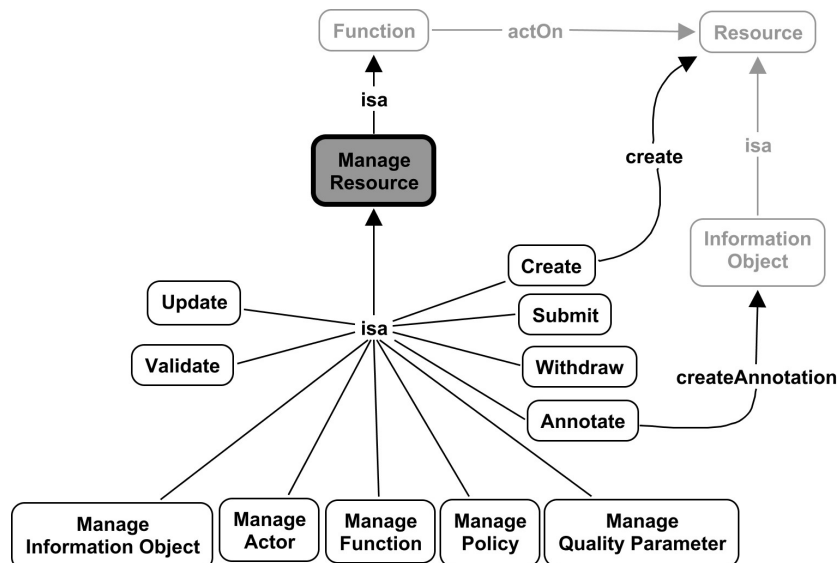 Function
actOn
Resource
isa
isa
Manage
Resource
create
Information
Object
Create
Update
Submit
isa
Validate
Withdraw
createAnnotation
Annotate
Manage
Information Object
Manage
Actor
Manage
Function
Manage
Policy
Manage
Quality Parameter